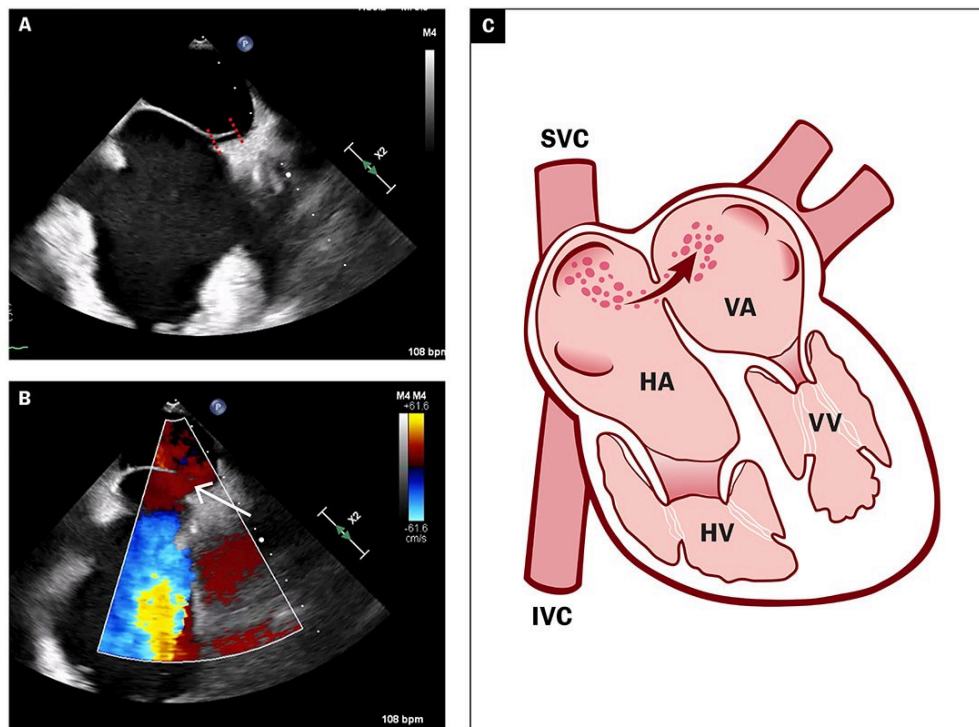 A
P
M4
X2
108 bpm
B
P
M4 M4
+61.6
-61.6
cm/s
X2
108 bpm
C
SVC
VA
HA
VV
HV
IVC